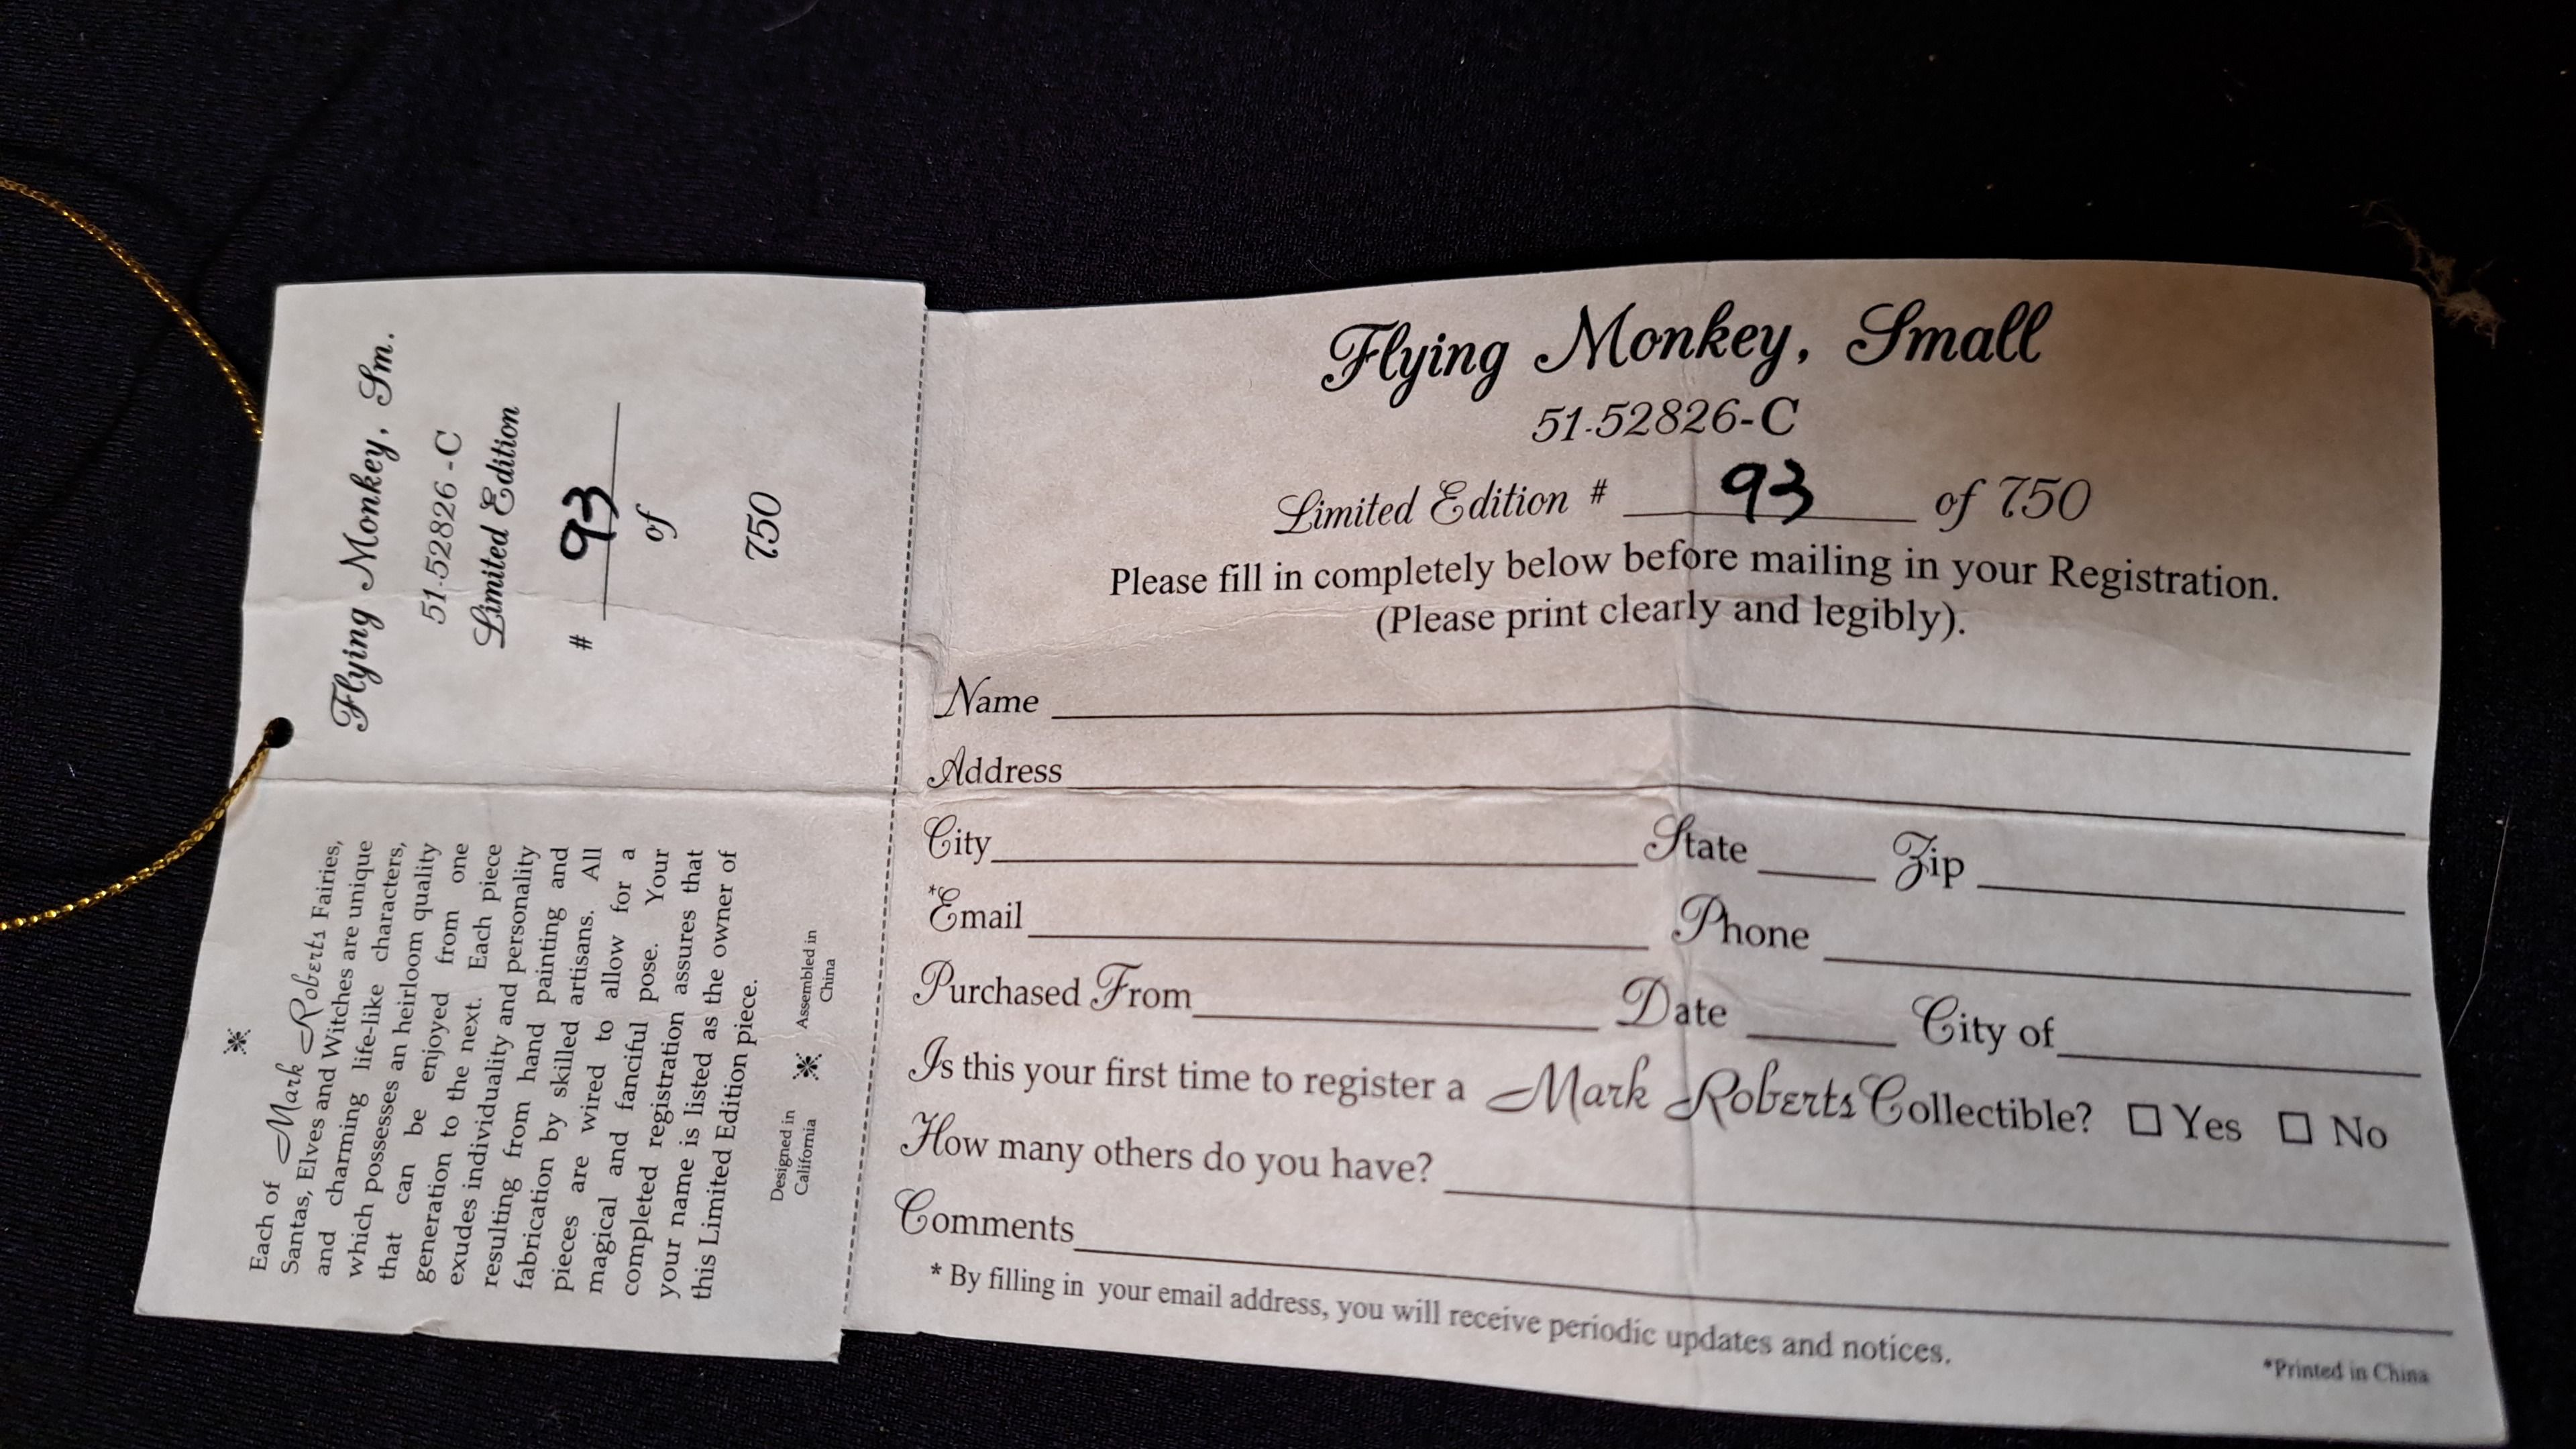 Flying Monkey, Sm.
51-52826 -C
Limited Edition
# 93
of
750
Each of Mark Roberts Fairies,
Santas, Elves and Witches are unique
and charming life-like characters,
which possesses an heirloom quality
that can be enjoyed from one
generation to the next. Each piece
exudes individuality and personality
resulting from hand painting and
fabrication by skilled artisans. All
pieces are wired to allow for a
magical and fanciful pose. Your
completed registration assures that
your name is listed as the owner of
this Limited Edition piece.
Designed in
California
Assembled in
China
Flying Monkey, Small
51-52826-C
Limited Edition # 93 of 750
Please fill in completely below before mailing in your Registration.
(Please print clearly and legibly).
Name
Address
City State Zip
*Email Phone
Purchased From Date City of
Is this your first time to register a Mark Roberts Collectible? Yes No
How many others do you have?
Comments
* By filling in your email address, you will receive periodic updates and notices.
*Printed in China